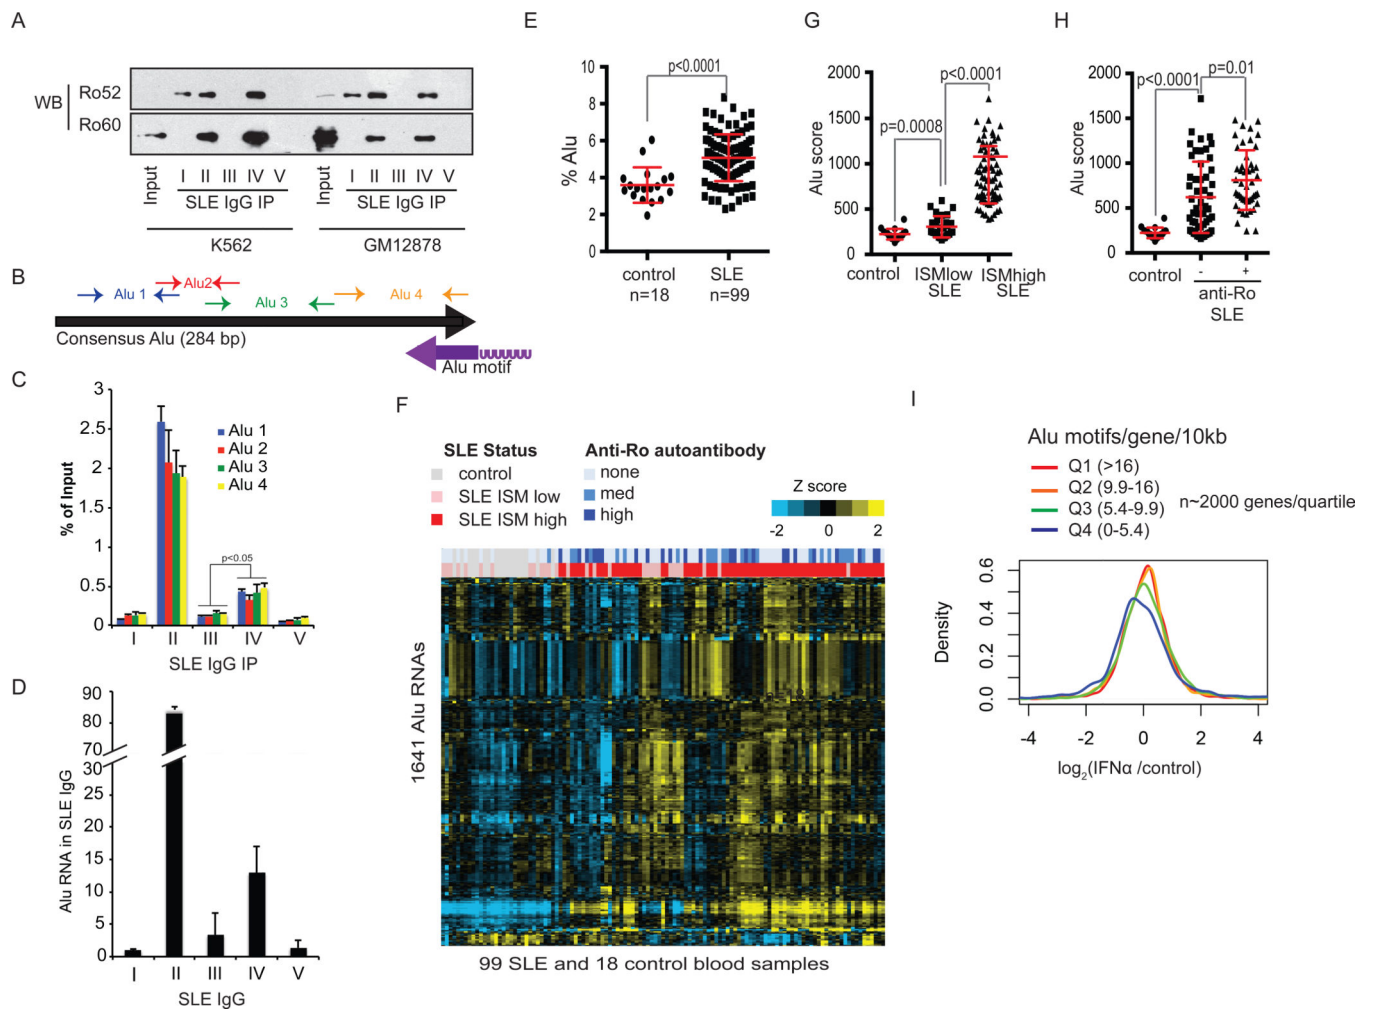 A
WB
Ro52
Ro60
Input
I II III IV V
SLE IgG IP
K562
Input
I II III IV V
SLE IgG IP
GM12878
B
Alu 1
Alu2
Alu 3
Alu 4
Consensus Alu (284 bp)
Alu motif
C
% of Input
3
2.5
2
1.5
1
0.5
0
Alu 1
Alu 2
Alu 3
Alu 4
p<0.05
I II III IV V
SLE IgG IP
D
Alu RNA in SLE IgG
90
80
70
30
25
20
15
10
5
0
I II III IV V
SLE IgG
E
% Alu
10
8
6
4
2
0
p<0.0001
control
n=18
SLE
n=99
F
SLE Status
control
SLE ISM low
SLE ISM high
Anti-Ro autoantibody
none
med
high
Z score
-2 0 2
1641 Alu RNAs
99 SLE and 18 control blood samples
G
Alu score
2000
1500
1000
500
0
p=0.0008
p<0.0001
control
ISMlow
SLE
ISMhigh
SLE
H
Alu score
2000
1500
1000
500
0
p<0.0001
p=0.01
control
- +
anti-Ro
SLE
I
Alu motifs/gene/10kb
Q1 (>16)
Q2 (9.9-16)
Q3 (5.4-9.9)
Q4 (0-5.4)
n~2000 genes/quartile
Density
0.6
0.4
0.2
0.0
-4 -2 0 2 4
log2(IFNα /control)